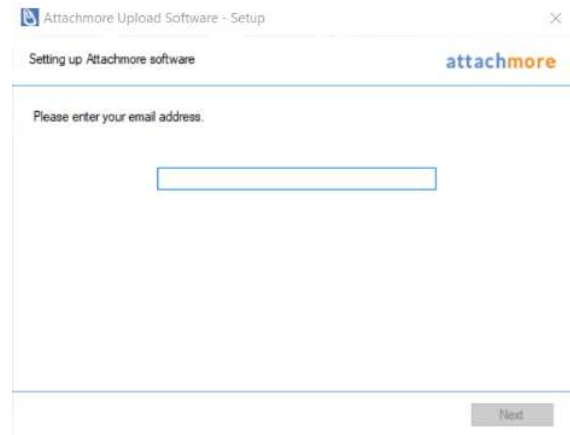 Attachmore Upload Software - Setup
Setting up Attachmore software
attachmore
Please enter your email address.
Next